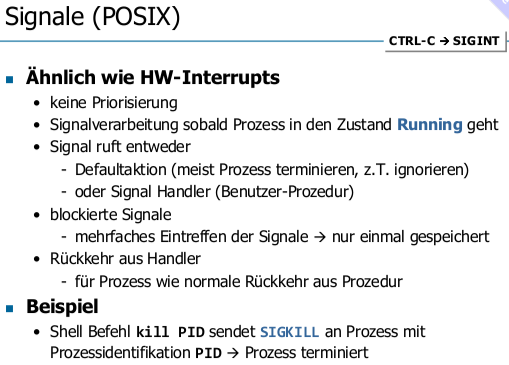 Signale (POSIX)
CTRL-C → SIGINT
■ Ähnlich wie HW-Interrupts
• keine Priorisierung
• Signalverarbeitung sobald Prozess in den Zustand Running geht
• Signal ruft entweder
- Defaultaktion (meist Prozess terminieren, z.T. ignorieren)
- oder Signal Handler (Benutzer-Prozedur)
• blockierte Signale
- mehrfaches Eintreffen der Signale → nur einmal gespeichert
• Rückkehr aus Handler
- für Prozess wie normale Rückkehr aus Prozedur
■ Beispiel
• Shell Befehl kill PID sendet SIGKILL an Prozess mit
Prozessidentifikation PID → Prozess terminiert